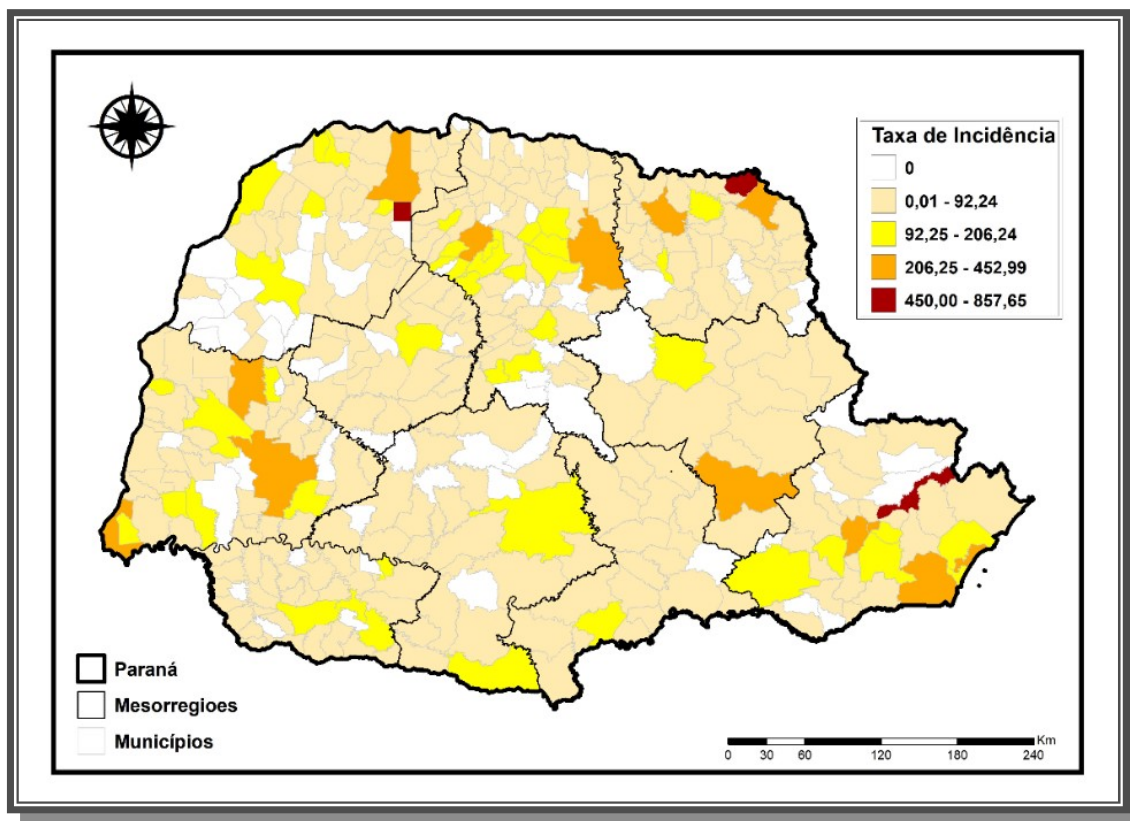 Taxa de Incidência
0
0,01 - 92,24
92,25 - 206,24
206,25 - 452,99
450,00 - 857,65
Paraná
Mesorregioes
Municípios
Km
0 30 60 120 180 240